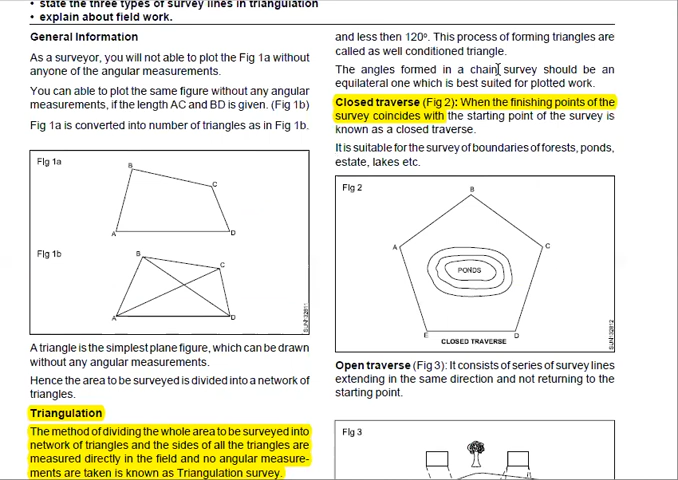 • state the three types of survey lines in triangulation
• explain about field work.
General Information
As a surveyor, you will not able to plot the Fig 1a without
anyone of the angular measurements.
You can able to plot the same figure without any angular
measurements, if the length AC and BD is given. (Fig 1b)
Fig 1a is converted into number of triangles as in Fig 1b.
Fig 1a
B
C
A
D
Fig 1b
B
C
A
D
SUNI132811
A triangle is the simplest plane figure, which can be drawn
without any angular measurements.
Hence the area to be surveyed is divided into a network of
triangles.
Triangulation
The method of dividing the whole area to be surveyed into
network of triangles and the sides of all the triangles are
measured directly in the field and no angular measure-
ments are taken is known as Triangulation survey.
and less then 120º. This process of forming triangles are
called as well conditioned triangle.
The angles formed in a chain survey should be an
equilateral one which is best suited for plotted work.
Closed traverse (Fig 2): When the finishing points of the
survey coincides with the starting point of the survey is
known as a closed traverse.
It is suitable for the survey of boundaries of forests, ponds,
estate, lakes etc.
Fig 2
B
A
C
PONDS
E
D
CLOSED TRAVERSE
Open traverse (Fig 3): It consists of series of survey lines
extending in the same direction and not returning to the
starting point.
Fig 3